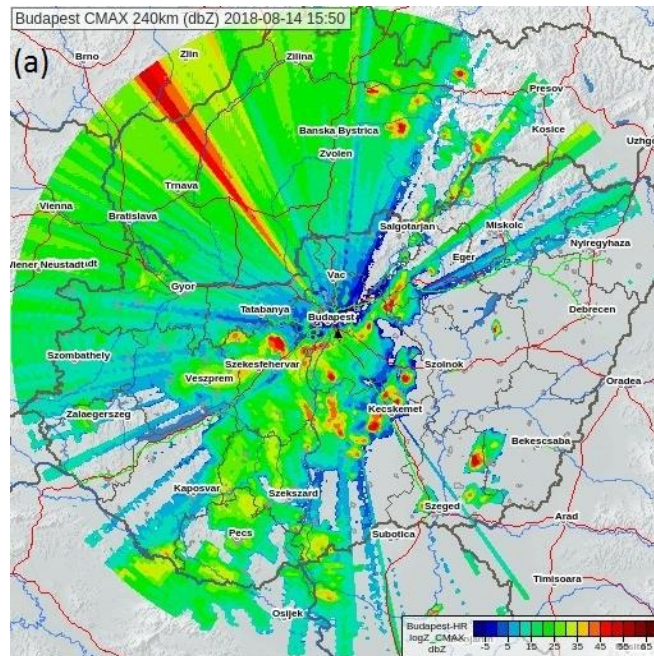 Budapest CMAX 240km (dbZ) 2018-08-14 15:50
(a)
Brno
Zlin
Zilina
Presov
Banska Bystrica
Kosice
Zvolen
Uzhgo
Trnava
Vienna
Bratislava
Salgotarjan
Miskolc
Eger
Nyiregyhaza
Wiener Neustadt
Vac
Gyor
Tatabanya
Budapest
Debrecen
Szombathely
Szekesfehervar
Szolnok
Veszprem
Oradea
Zalaegerszeg
Kecskemet
Bekescsaba
Kaposvar
Szekszard
Szeged
Arad
Pecs
Subotica
Timisoara
Osijek
Budapest-HR
logZ_CMAX
dbZ
-5 5 15 25 35 45 55 65